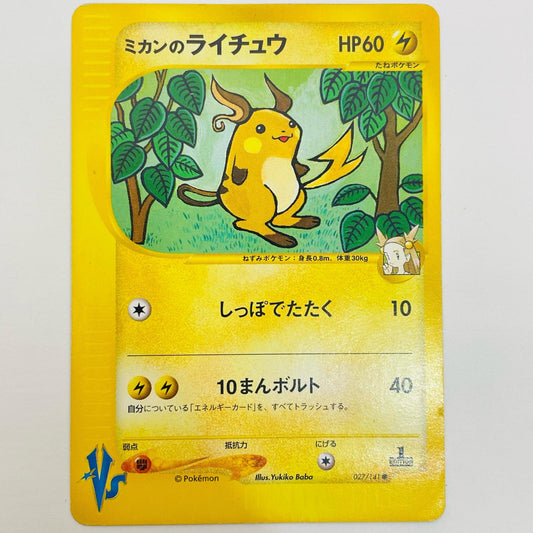 ミカンのライチュウ HP60
たねポケモン
ねずみポケモン：身長0.8m、体重30kg
しっぽでたたく 10
10まんボルト 40
自分についている「エネルギーカード」を、すべてトラッシュする。
弱点 抵抗力 にげる
1
EDITION
VS
©Pokémon Illus.Yukiko Baba 027/141●